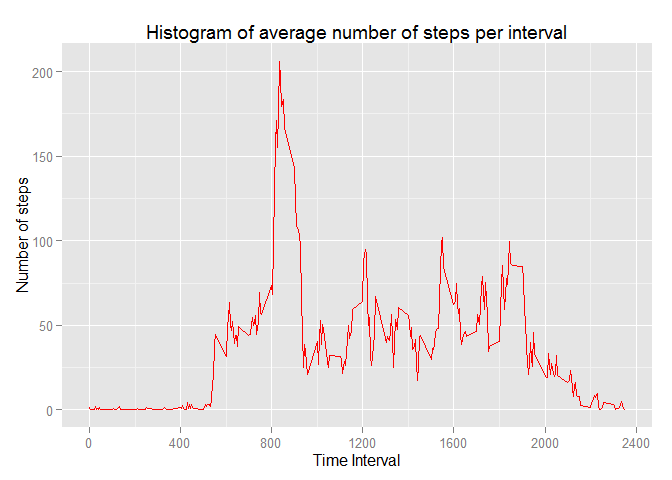 Histogram of average number of steps per interval
Number of steps
200
150
100
50
0
0 400 800 1200 1600 2000 2400
Time Interval